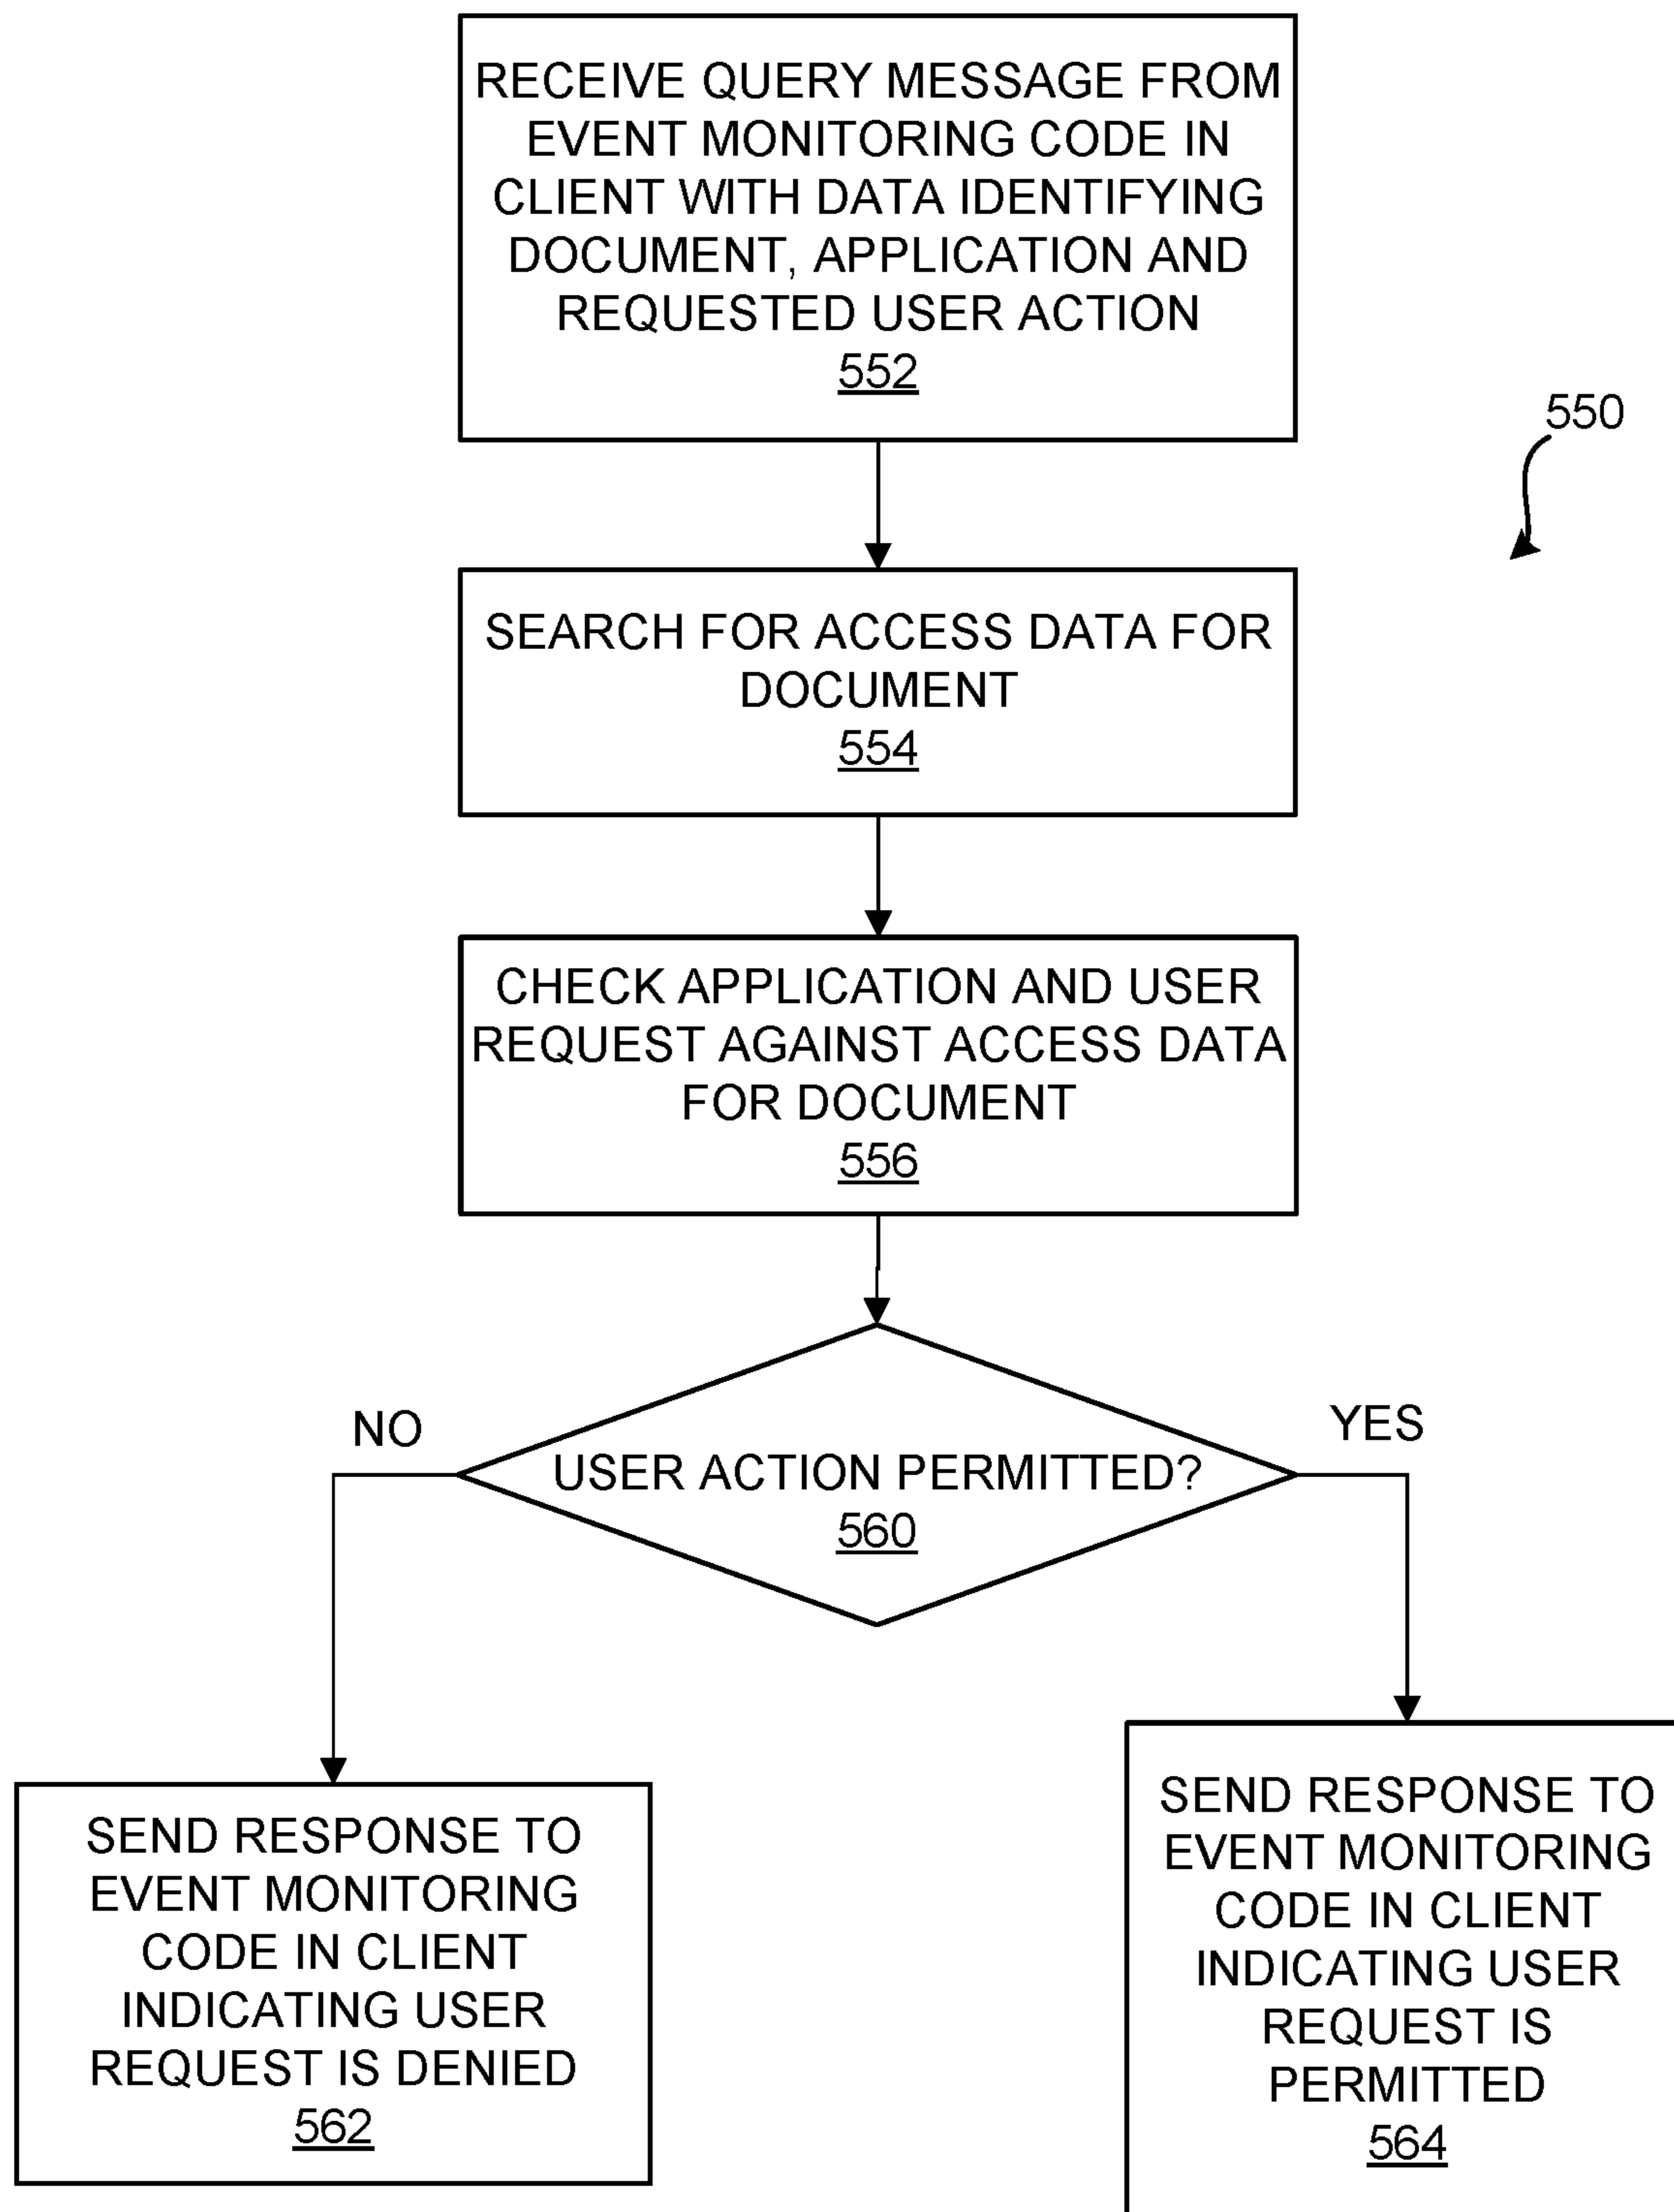 RECEIVE QUERY MESSAGE FROM
EVENT MONITORING CODE IN
CLIENT WITH DATA IDENTIFYING
DOCUMENT, APPLICATION AND
REQUESTED USER ACTION
552
550
SEARCH FOR ACCESS DATA FOR
DOCUMENT
554
CHECK APPLICATION AND USER
REQUEST AGAINST ACCESS DATA
FOR DOCUMENT
556
NO
YES
USER ACTION PERMITTED?
560
SEND RESPONSE TO
EVENT MONITORING
CODE IN CLIENT
INDICATING USER
REQUEST IS DENIED
562
SEND RESPONSE TO
EVENT MONITORING
CODE IN CLIENT
INDICATING USER
REQUEST IS
PERMITTED
564